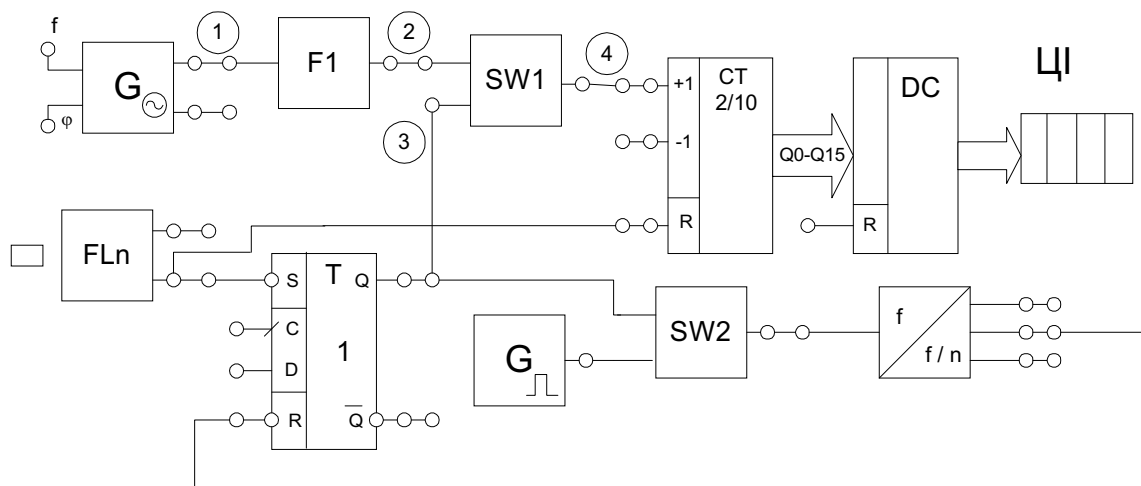 f
1
2
4
ЦІ
G
F1
SW1
+1
CT
2/10
DC
φ
3
-1
Q0-Q15
R
R
FLn
S
T
Q
C
D
1
G
SW2
f
f / n
R
Q